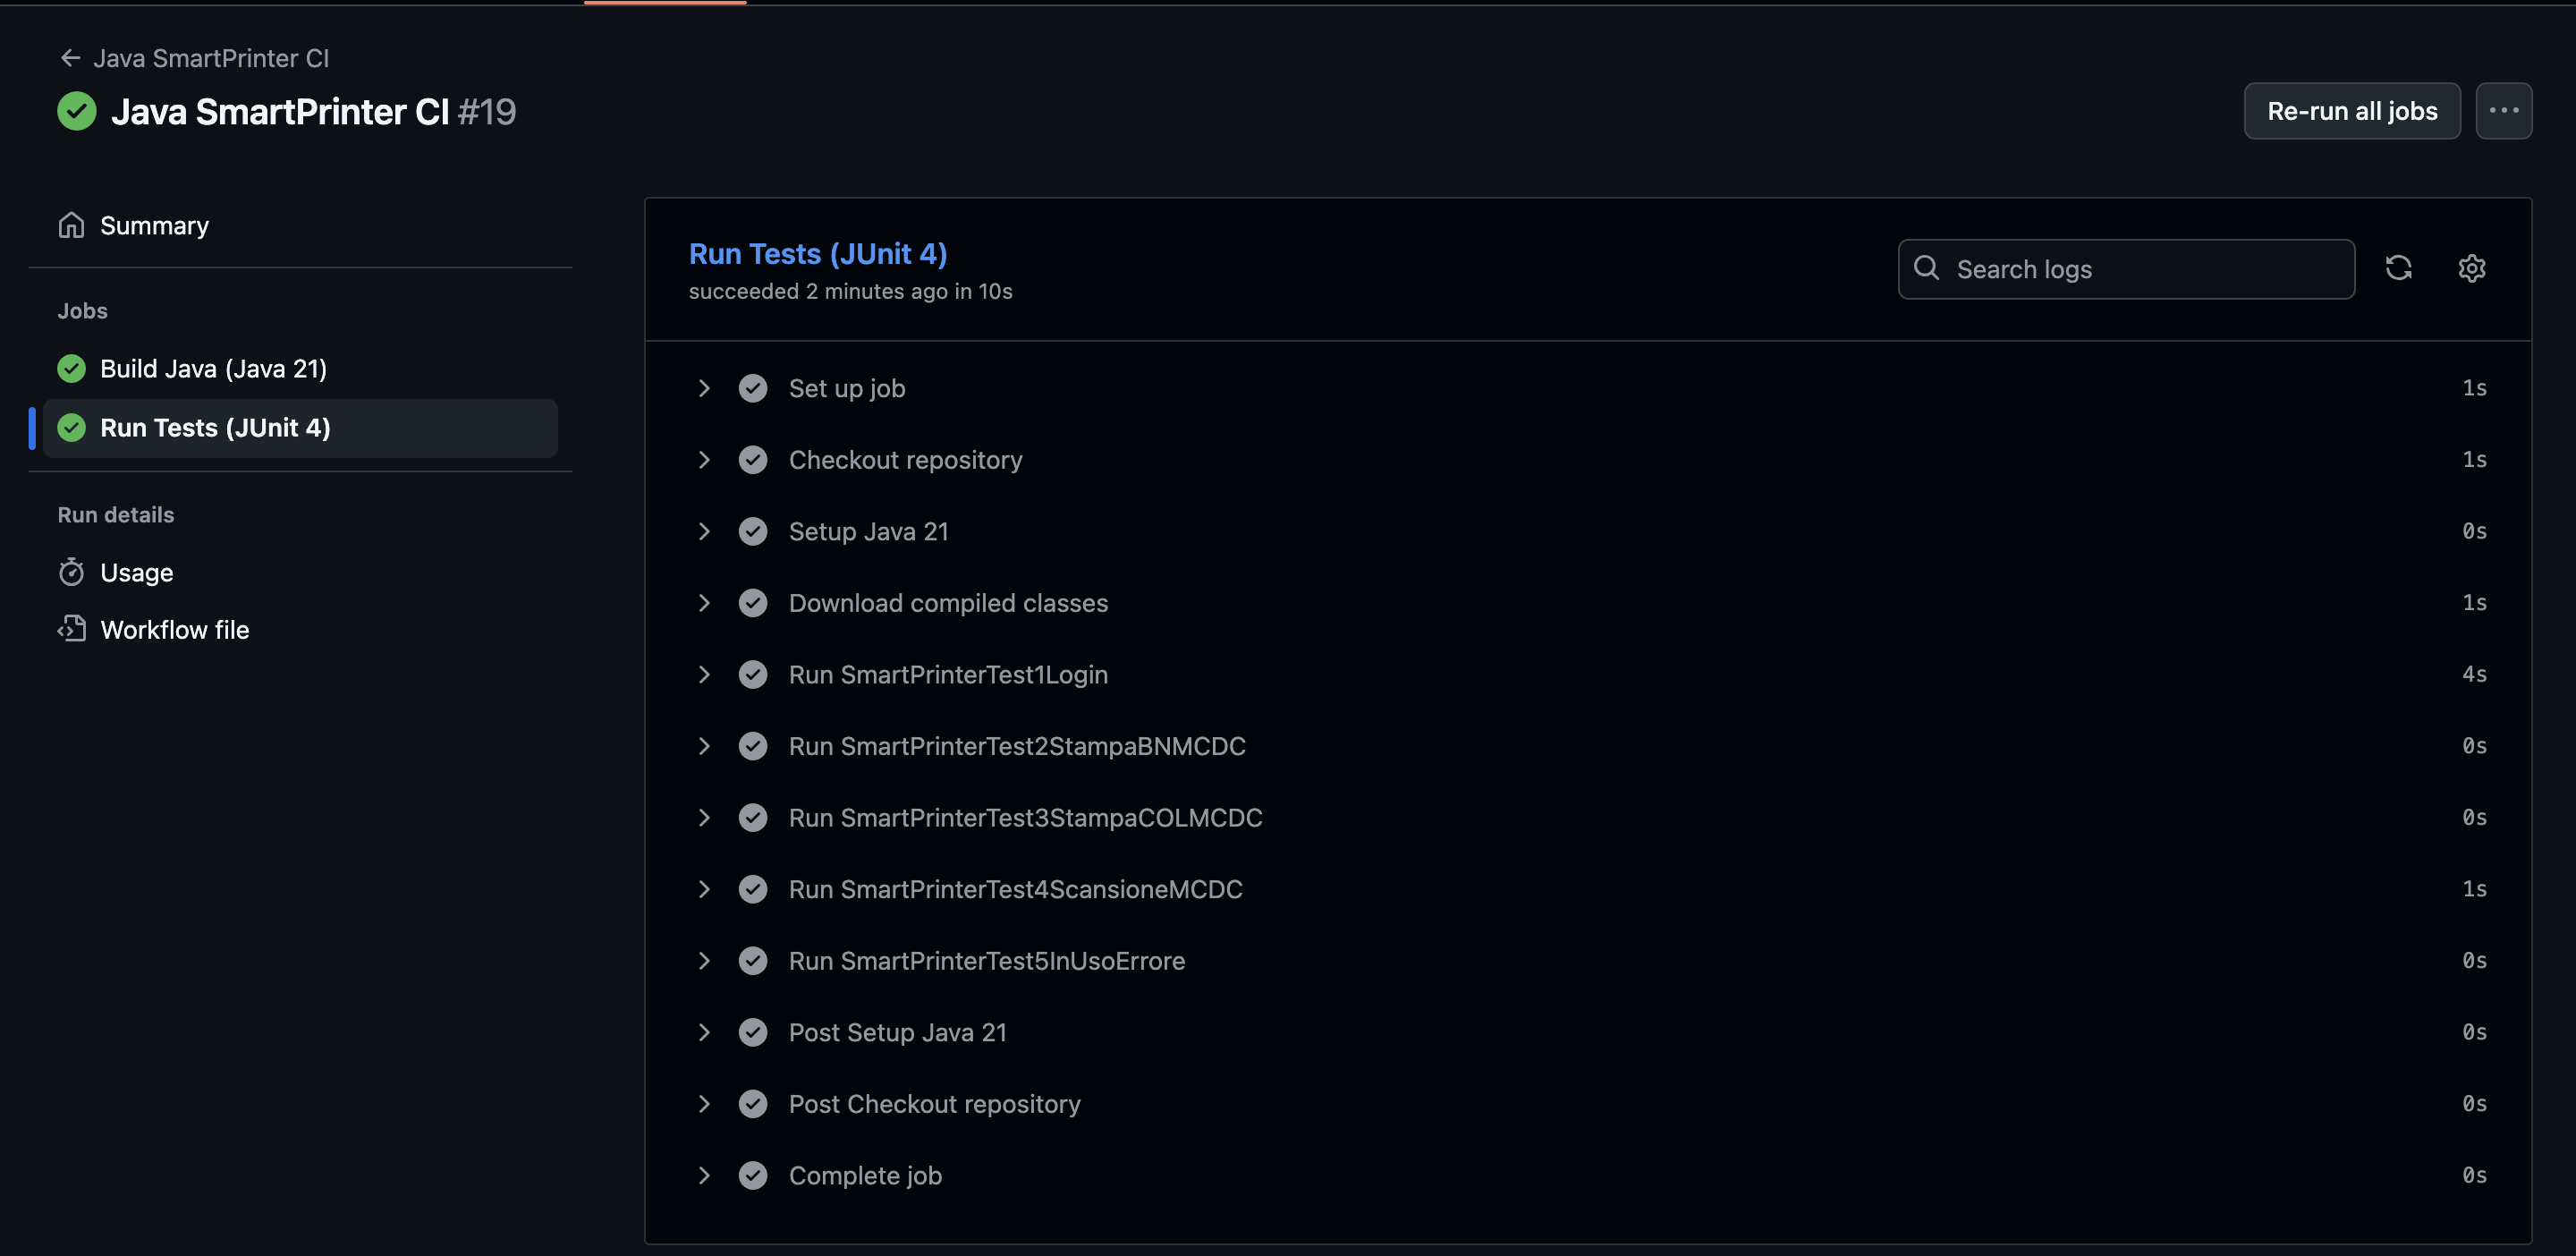 Java SmartPrinter CI
Java SmartPrinter CI #19
Re-run all jobs
Summary
Jobs
Build Java (Java 21)
Run Tests (JUnit 4)
Run details
Usage
Workflow file
Run Tests (JUnit 4)
succeeded 2 minutes ago in 10s
Search logs
Set up job 1s
Checkout repository 1s
Setup Java 21 0s
Download compiled classes 1s
Run SmartPrinterTest1Login 4s
Run SmartPrinterTest2StampaBNMCDC 0s
Run SmartPrinterTest3StampaCOLMCDC 0s
Run SmartPrinterTest4ScansioneMCDC 1s
Run SmartPrinterTest5InUsoErrore 0s
Post Setup Java 21 0s
Post Checkout repository 0s
Complete job 0s